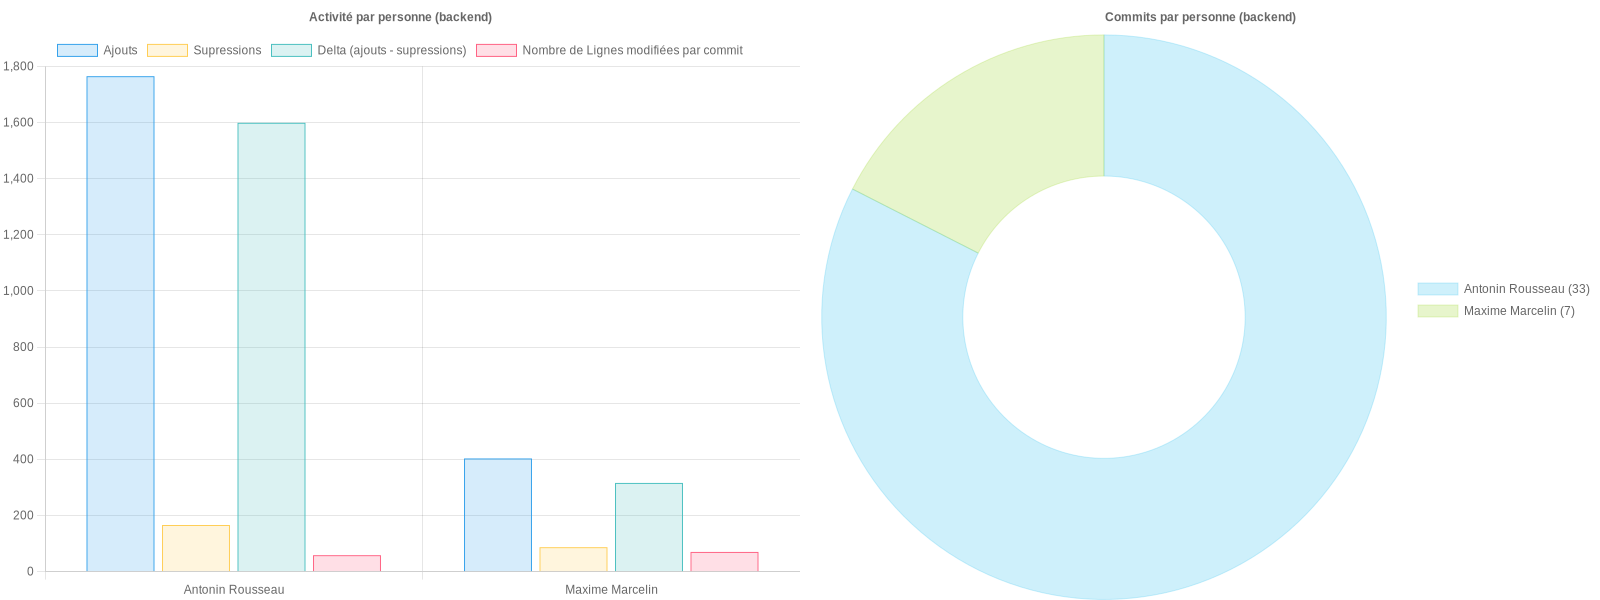 Activité par personne (backend)
Ajouts
Supressions
Delta (ajouts - supressions)
Nombre de Lignes modifiées par commit
1,800
1,600
1,400
1,200
1,000
800
600
400
200
0
Antonin Rousseau
Maxime Marcelin
Commits par personne (backend)
Antonin Rousseau (33)
Maxime Marcelin (7)